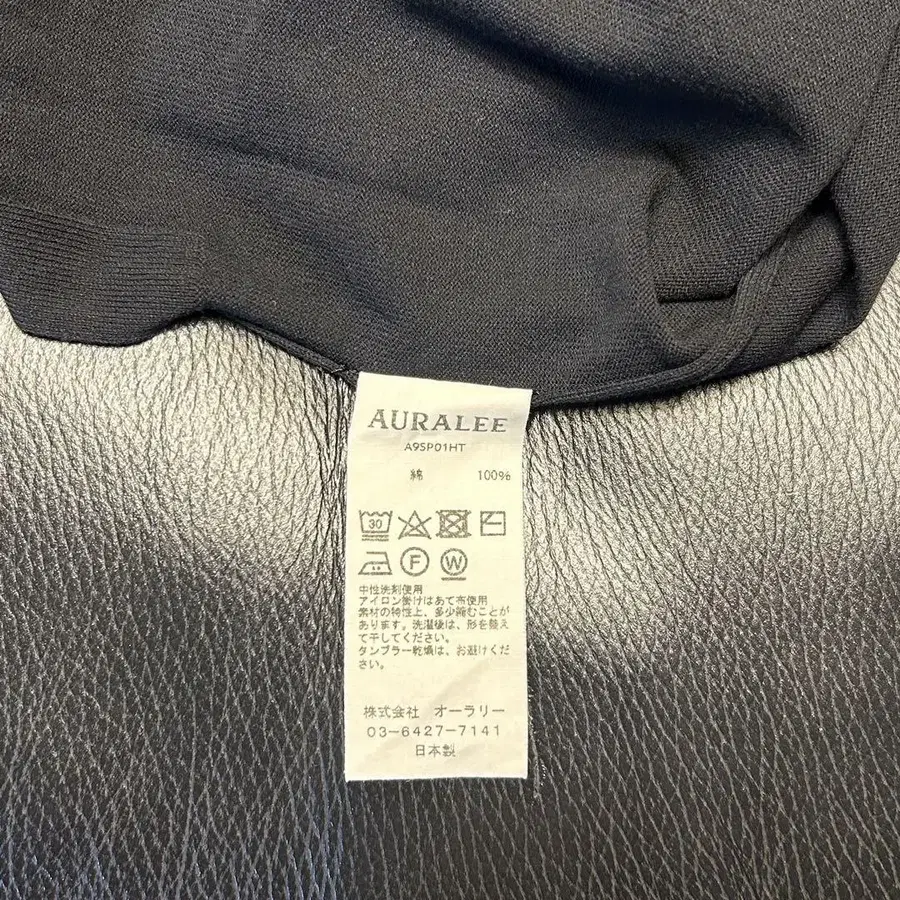 AURALEE
A9SP01HT
綿 100%
30
F W
中性洗剤使用
アイロン掛けはあて布使用
素材の特性上、多少縮むことが
あります。洗濯後は、形を整え
て干してください。
タンブラー乾燥は、お避けくだ
さい。
株式会社 オーラリー
03-6427-7141
日本製